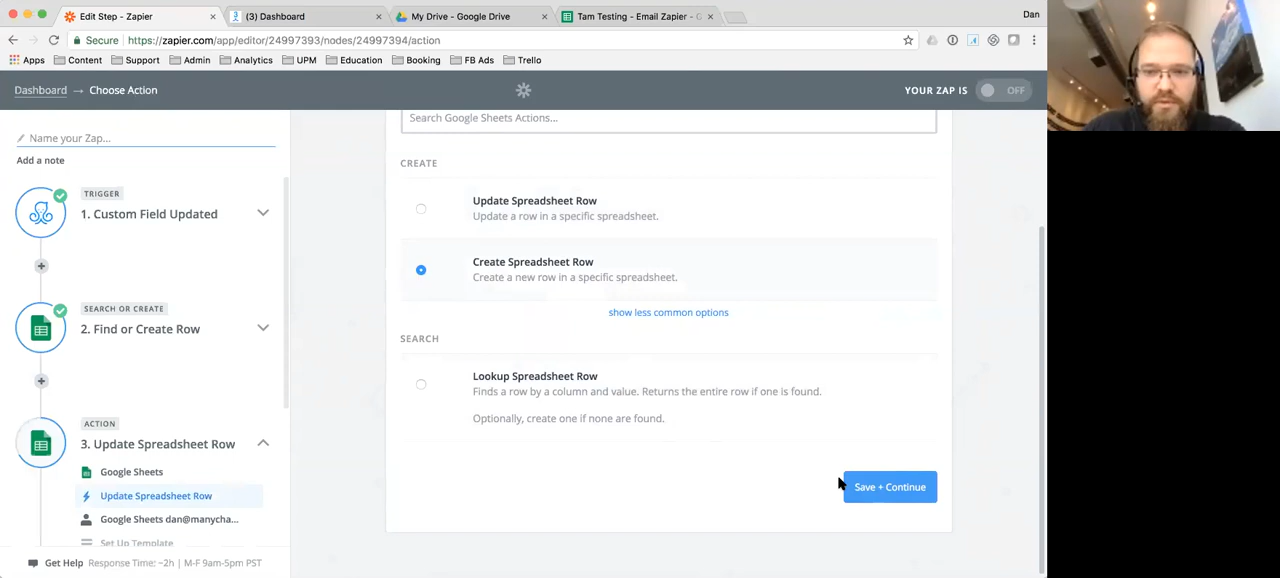 Edit Step - Zapier
(3) Dashboard
My Drive - Google Drive
Tam Testing - Email Zapier -
Dan
Secure
https://zapier.com/app/editor/24997393/nodes/24997394/action
Apps
Content
Support
Admin
Analytics
UPM
Education
Booking
FB Ads
Trello
Dashboard → Choose Action
YOUR ZAP IS
OFF
Name your Zap...
Add a note
TRIGGER
1. Custom Field Updated
SEARCH OR CREATE
2. Find or Create Row
ACTION
3. Update Spreadsheet Row
Google Sheets
Update Spreadsheet Row
Google Sheets dan@manycha...
Set Up Template
Get Help
Response Time: ~2h | M-F 9am-5pm PST
Search Google Sheets Actions...
CREATE
Update Spreadsheet Row
Update a row in a specific spreadsheet.
Create Spreadsheet Row
Create a new row in a specific spreadsheet.
show less common options
SEARCH
Lookup Spreadsheet Row
Finds a row by a column and value. Returns the entire row if one is found.
Optionally, create one if none are found.
Save + Continue